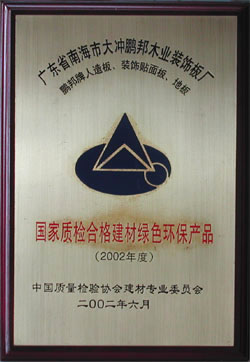 广东省南海市大冲鹏邦木业装饰板厂
鹏邦牌人造板、装饰贴面板、地板
国家质检合格建材绿色环保产品
(2002年度)
中国质量检验协会建材专业委员会
二00二年六月